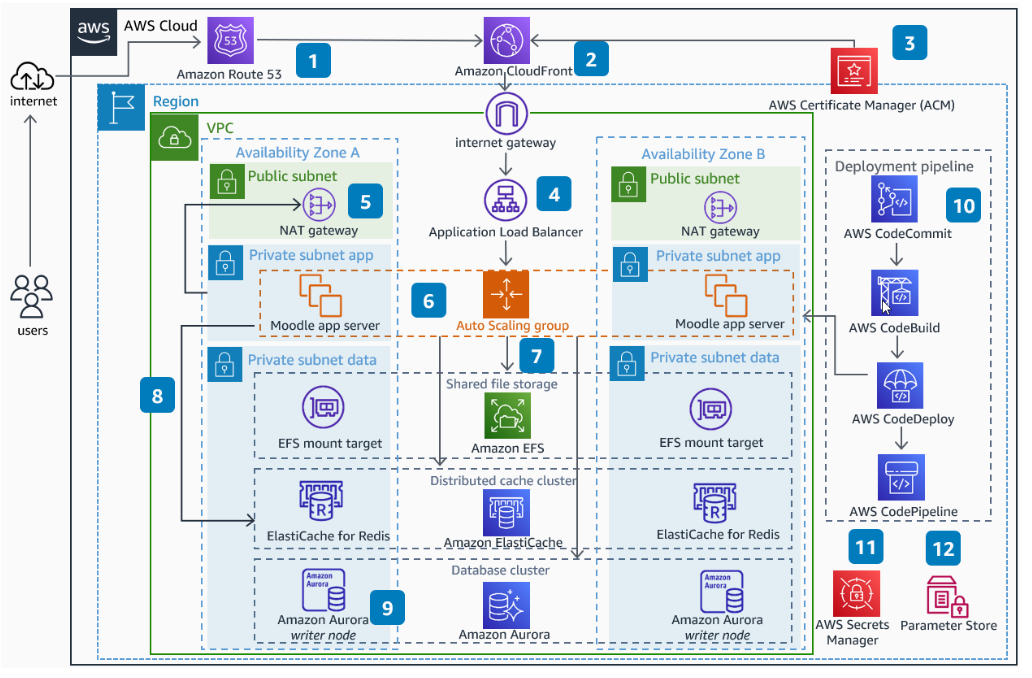 aws
AWS Cloud
53
Amazon Route 53
1
Amazon CloudFront
2
3
AWS Certificate Manager (ACM)
internet
users
Region
VPC
internet gateway
Availability Zone A
Public subnet
NAT gateway
5
4
Application Load Balancer
Availability Zone B
Public subnet
NAT gateway
Private subnet app
Moodle app server
6
Auto Scaling group
Private subnet app
Moodle app server
7
8
Private subnet data
EFS mount target
Shared file storage
Amazon EFS
Private subnet data
EFS mount target
R
ElastiCache for Redis
Distributed cache cluster
Amazon ElastiCache
R
ElastiCache for Redis
Amazon
Aurora
Amazon Aurora
writer node
9
Database cluster
Amazon Aurora
Amazon
Aurora
Amazon Aurora
writer node
Deployment pipeline
10
AWS CodeCommit
AWS CodeBuild
AWS CodeDeploy
AWS CodePipeline
11
AWS Secrets
Manager
12
Parameter Store